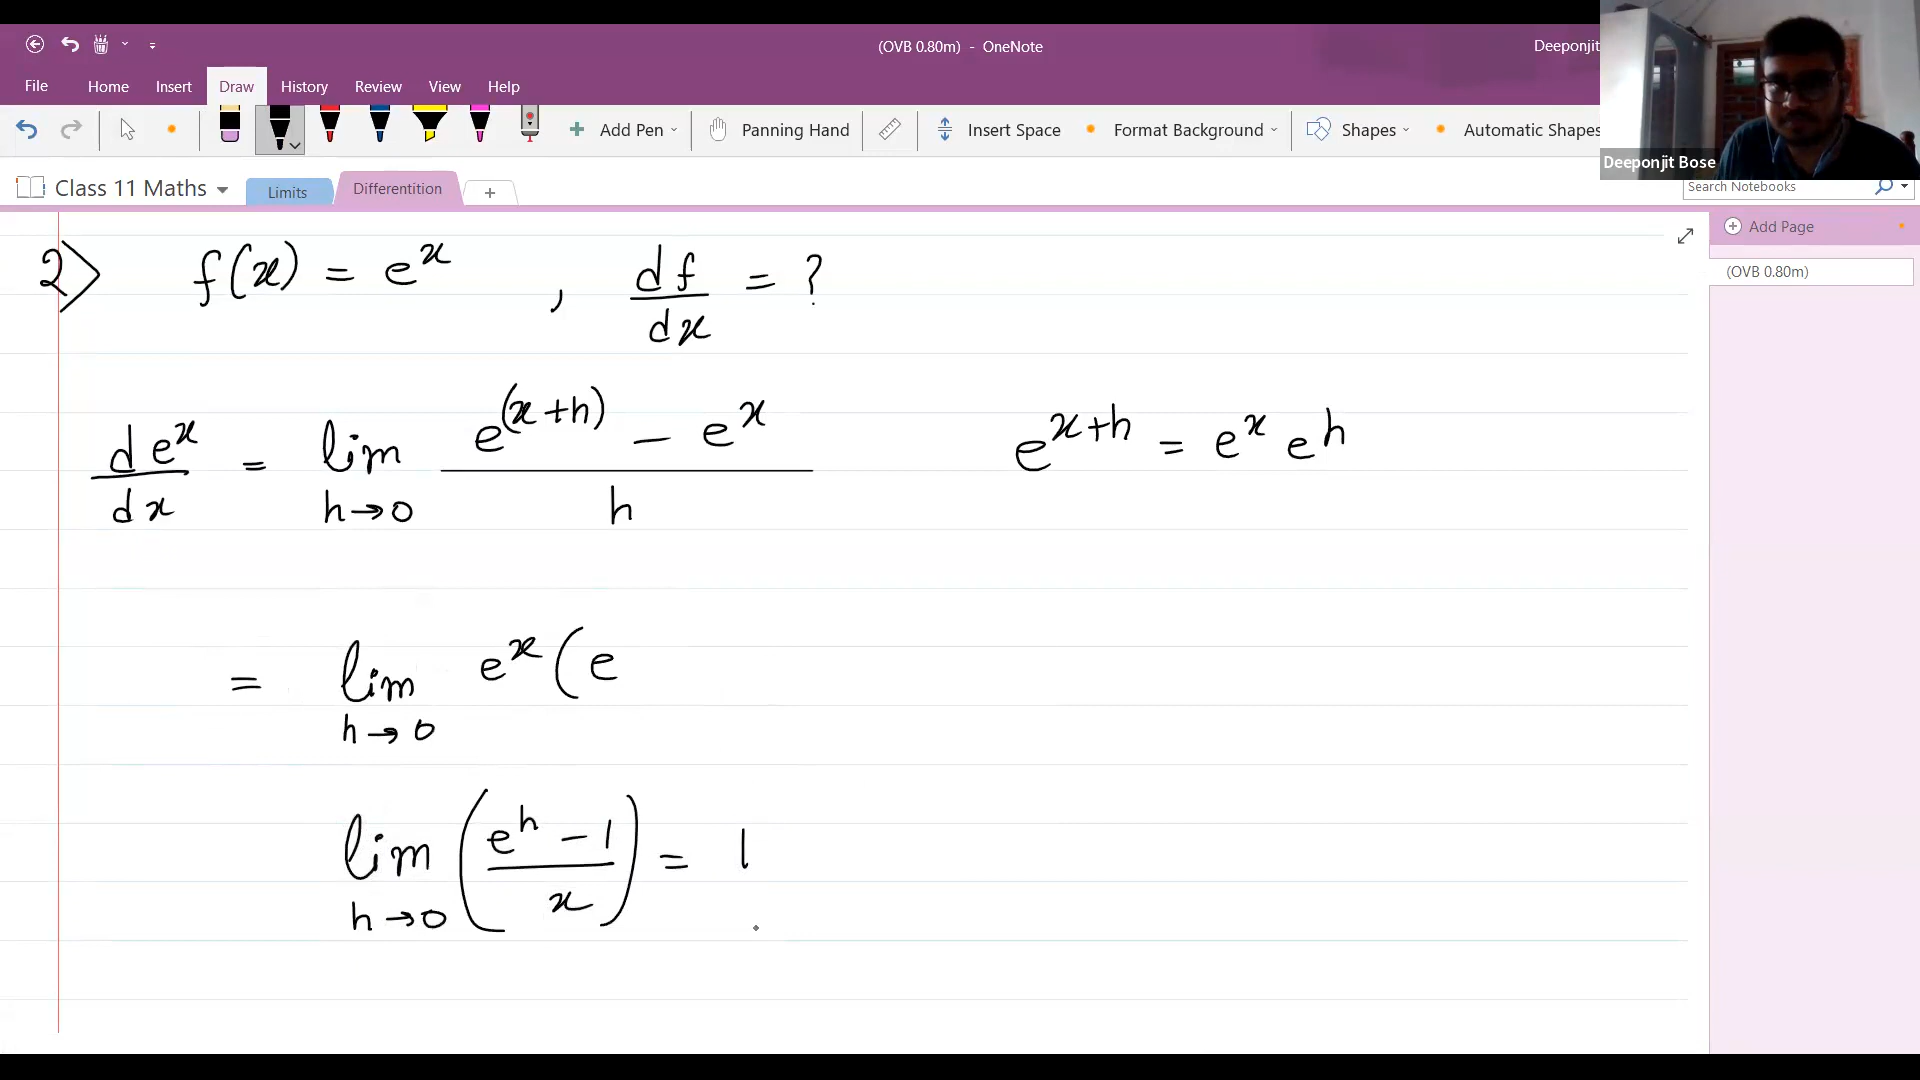 (OVB 0.80m) - OneNote
Deeponjit
File Home Insert Draw History Review View Help
Add Pen Panning Hand Insert Space Format Background Shapes Automatic Shapes
Deeponjit Bose
Class 11 Maths Limits Differentition +
Search Notebooks
Add Page
(OVB 0.80m)
2> f(x) = e^x , df/dx = ?
de^x/dx = lim h→0 (e^(x+h) - e^x)/h e^x+h = e^x e^h
= lim h→0 e^x (e
lim h→0 ((e^h - 1)/x) = 1